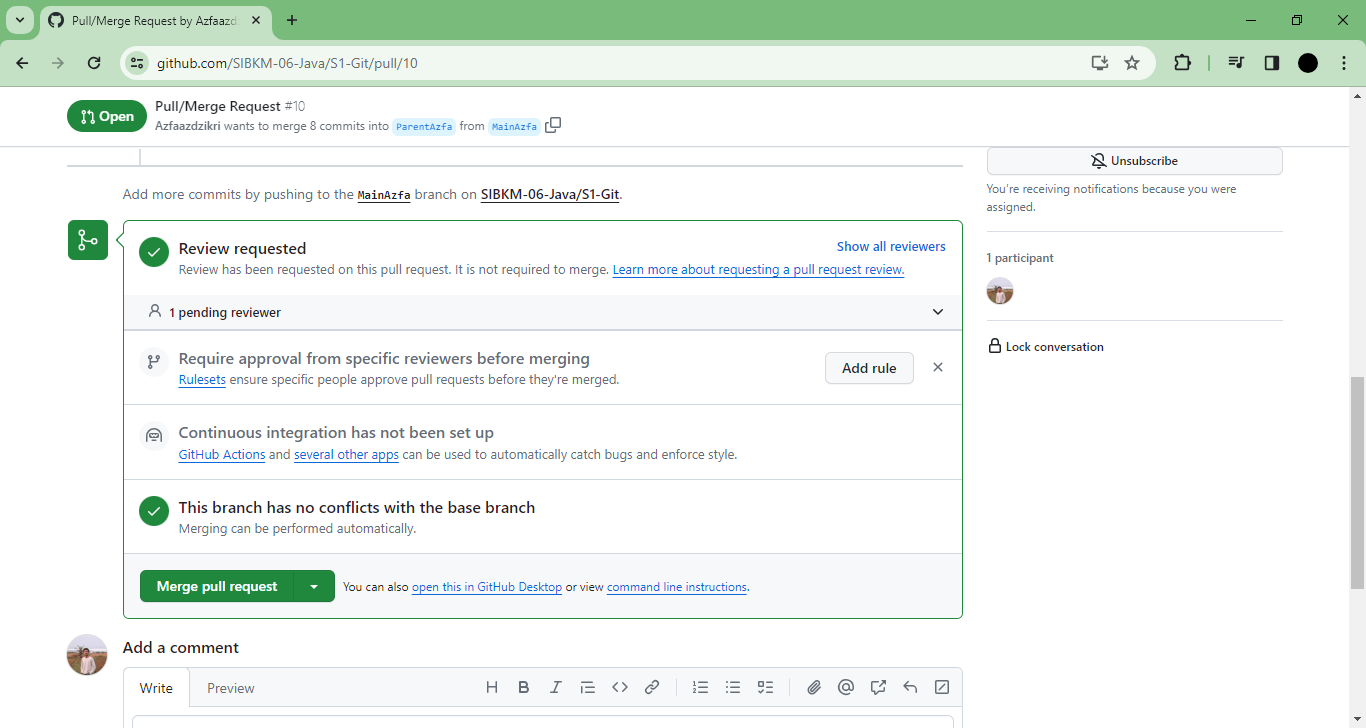 Pull/Merge Request by Azfaazd
github.com/SIBKM-06-Java/S1-Git/pull/10
Open
Pull/Merge Request #10
Azfaazdzikri wants to merge 8 commits into ParentAzfa from MainAzfa
Unsubscribe
You're receiving notifications because you were
assigned.
Add more commits by pushing to the MainAzfa branch on SIBKM-06-Java/S1-Git.
Review requested
Show all reviewers
Review has been requested on this pull request. It is not required to merge. Learn more about requesting a pull request review.
1 participant
1 pending reviewer
Lock conversation
Require approval from specific reviewers before merging
Rulesets ensure specific people approve pull requests before they're merged.
Add rule
Continuous integration has not been set up
GitHub Actions and several other apps can be used to automatically catch bugs and enforce style.
This branch has no conflicts with the base branch
Merging can be performed automatically.
Merge pull request
You can also open this in GitHub Desktop or view command line instructions.
Add a comment
Write
Preview